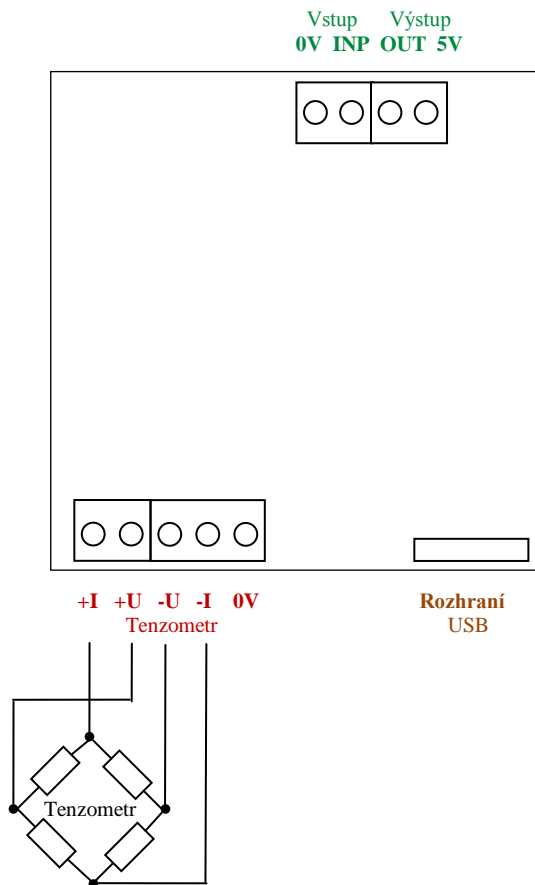 Vstup Výstup
0V INP OUT 5V
+I +U -U -I 0V
Tenzometr
Rozhraní
USB
Tenzometr